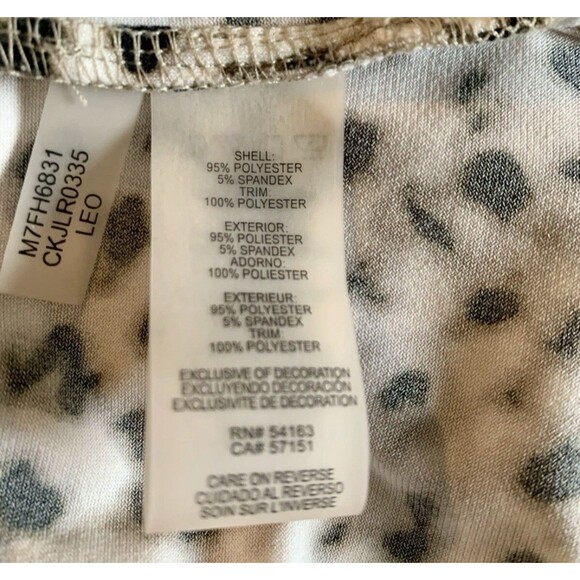 M7FH6831
CKJLR0335
LEO
SHELL:
95% POLYESTER
5% SPANDEX
TRIM:
100% POLYESTER
EXTERIOR:
95% POLIESTER
5% SPANDEX
ADORNO:
100% POLIESTER
EXTERIEUR:
95% POLYESTER
5% SPANDEX
TRIM
100% POLYESTER
EXCLUSIVE OF DECORATION
EXCLUYENDO DECORACIÓN
EXCLUSIVITE DE DECORATION
RN# 54163
CA# 57151
CARE ON REVERSE
CUIDADO AL REVERSO
SOIN SUR L'INVERSE